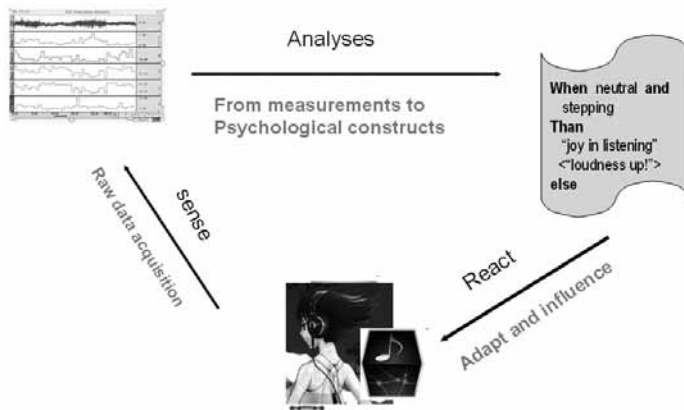 Analyses
From measurements to
Psychological constructs
When neutral and
stepping
Than
"joy in listening"
<"loudness up!">
else
sense
Raw data acquisition
React
Adapt and influence